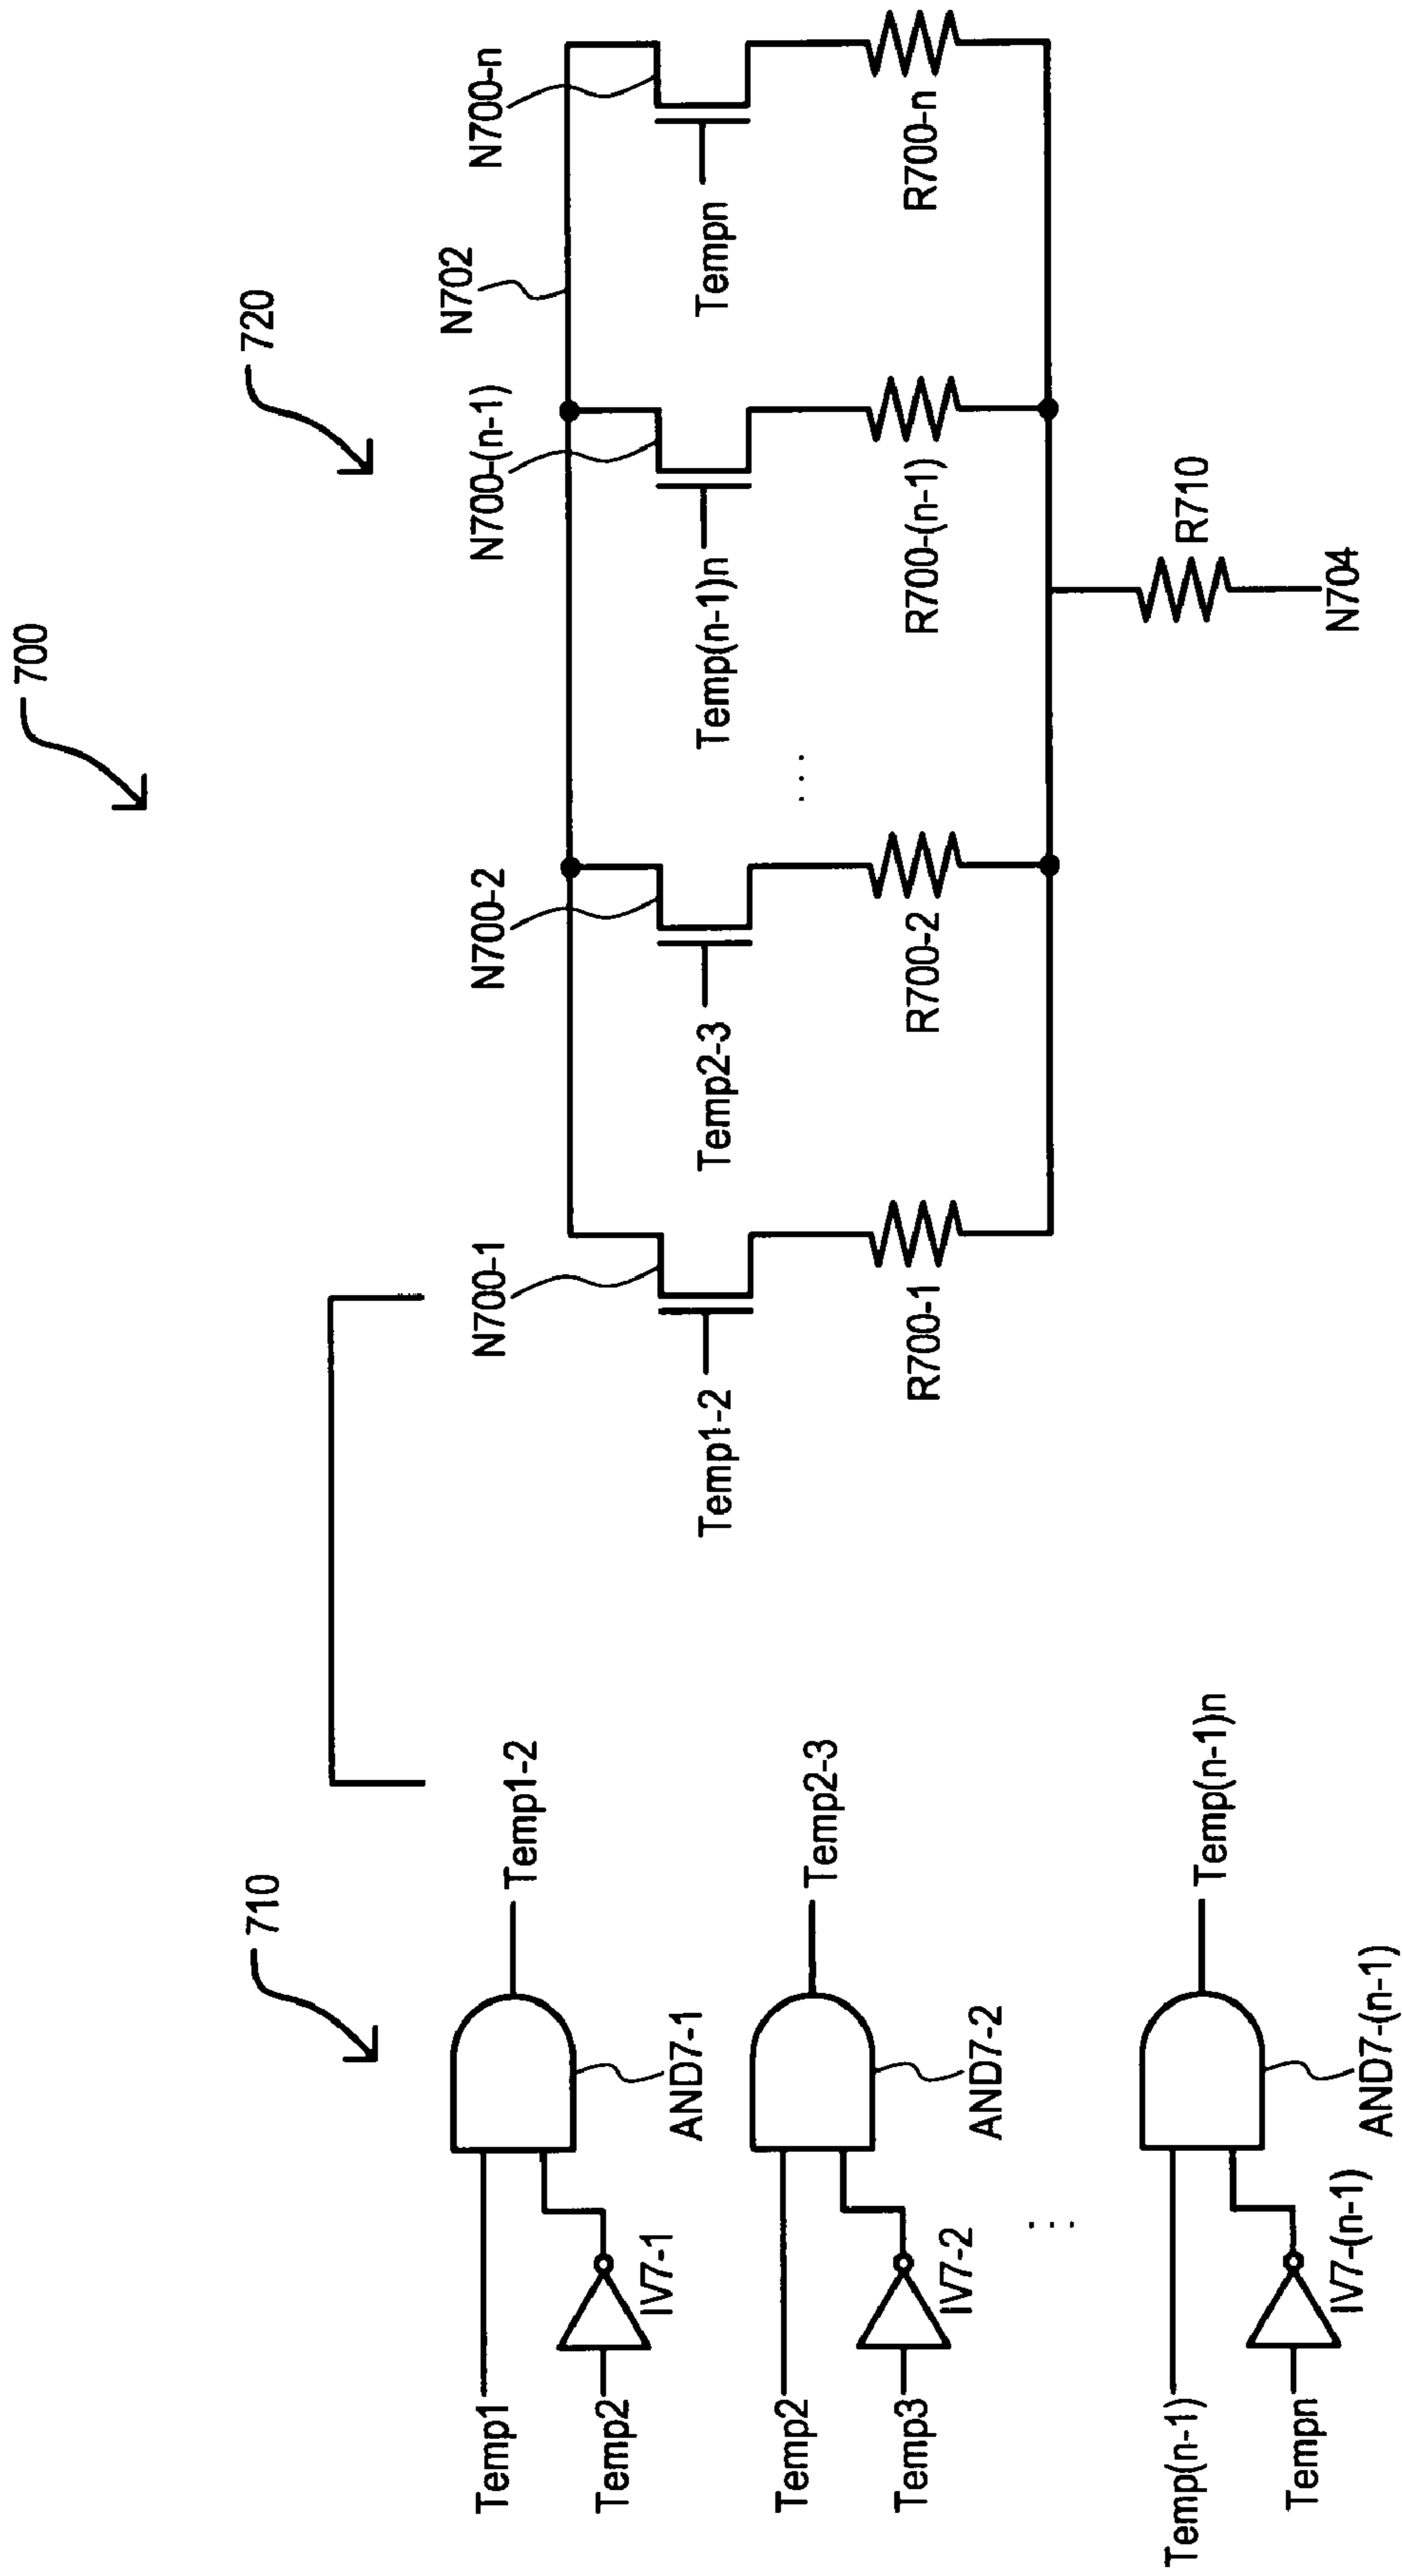 700
710
720
Temp1
Temp2
IV7-1
AND7-1
Temp1-2
Temp2
Temp3
IV7-2
AND7-2
Temp2-3
...
Temp(n-1)
Tempn
IV7-(n-1)
AND7-(n-1)
Temp(n-1)n
N702
N700-1
N700-2
N700-(n-1)
N700-n
Temp1-2
Temp2-3
Temp(n-1)n
Tempn
...
R700-1
R700-2
R700-(n-1)
R700-n
R710
N704